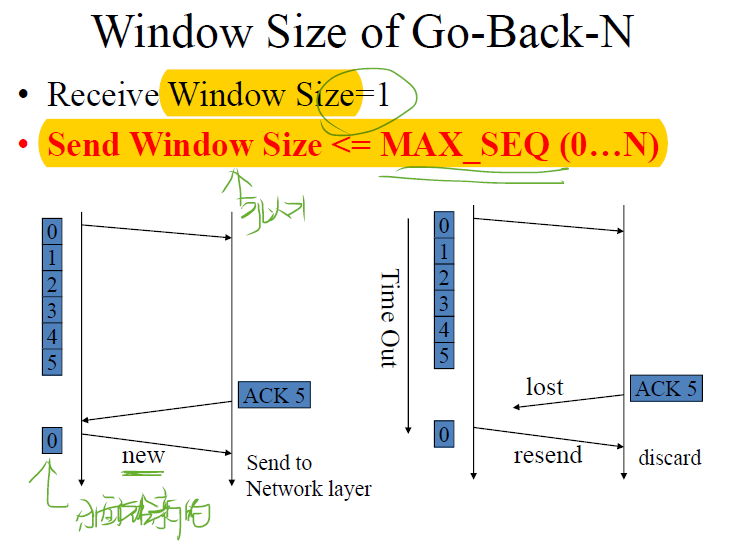 Window Size of Go-Back-N
• Receive Window Size=1
• Send Window Size <= MAX_SEQ (0…N)
0
1
2
3
4
5
ACK 5
0
new
Send to
Network layer
0
1
2
3
4
5
Time Out
lost
ACK 5
0
resend
discard